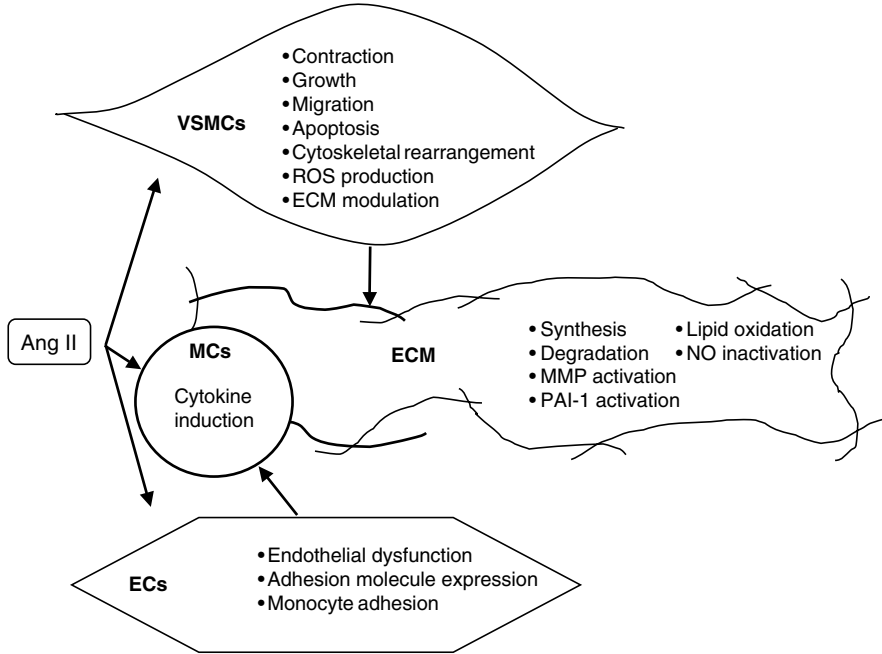 VSMCs
•Contraction
•Growth
•Migration
•Apoptosis
•Cytoskeletal rearrangement
•ROS production
•ECM modulation
Ang II
MCs
Cytokine
induction
ECM
•Synthesis
•Degradation
•MMP activation
•PAI-1 activation
•Lipid oxidation
•NO inactivation
ECs
•Endothelial dysfunction
•Adhesion molecule expression
•Monocyte adhesion